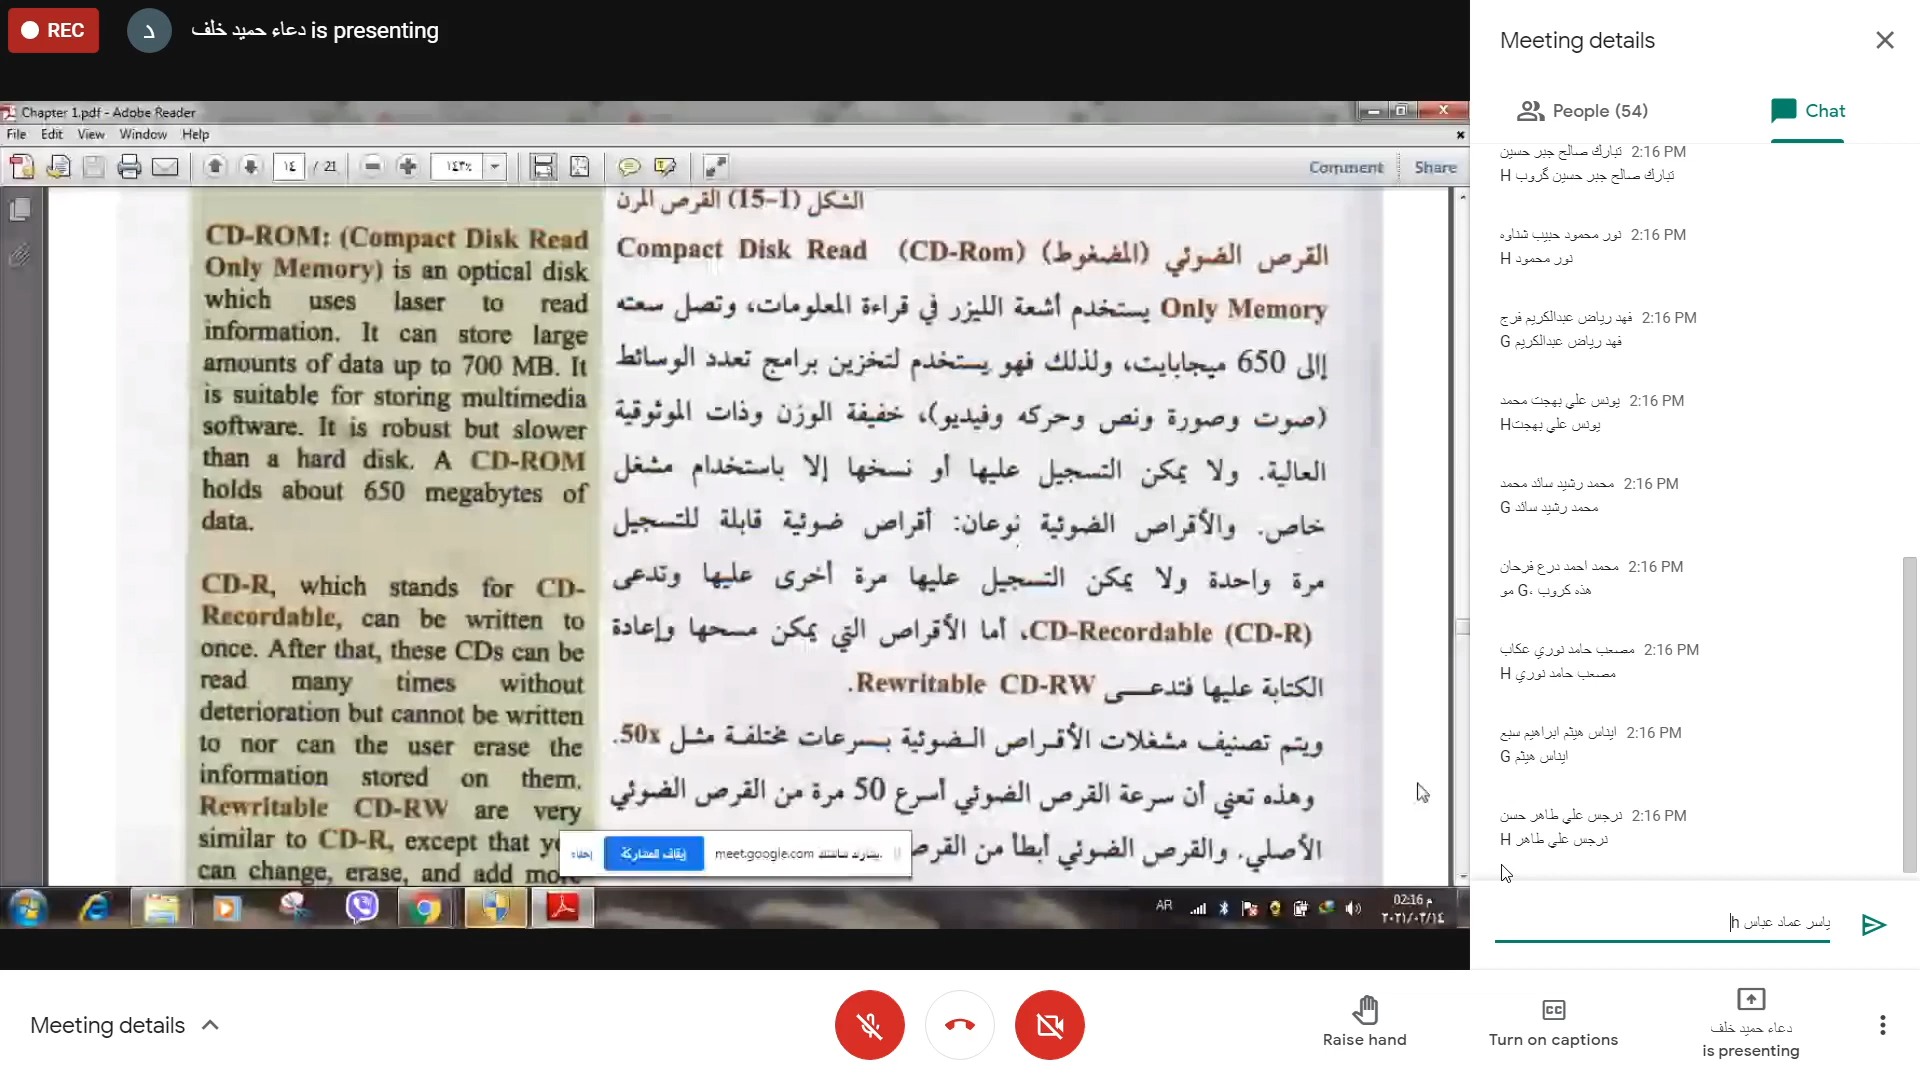 REC
د
دعاء حميد خلف is presenting
Chapter 1.pdf - Adobe Reader
File Edit View Window Help
١٤ / 21
١٤٣%
Comment
Share
CD-ROM: (Compact Disk Read
Only Memory) is an optical disk
which uses laser to read
information. It can store large
amounts of data up to 700 MB. It
is suitable for storing multimedia
software. It is robust but slower
than a hard disk. A CD-ROM
holds about 650 megabytes of
data.
CD-R, which stands for CD-
Recordable, can be written to
once. After that, these CDs can be
read many times without
deterioration but cannot be written
to nor can the user erase the
information stored on them.
Rewritable CD-RW are very
similar to CD-R, except that
can change, erase, and add
الشكل (1-15) القرص المرن
القرص الضوئي (المضغوط) (CD-Rom) Compact Disk Read
Only Memory يستخدم أشعة الليزر في قراءة المعلومات، وتصل سعته
إالى 650 ميجابايت، ولذلك فهو يستخدم لتخزين برامج تعدد الوسائط
(صوت وصورة ونص وحركه وفيديو)، خفيفة الوزن وذات الموثوقية
العالية. ولا يمكن التسجيل عليها أو نسخها إلا باستخدام مشغل
خاص. والأقراص الضوئية نوعان: أقراص ضوئية قابلة للتسجيل
مرة واحدة ولا يمكن التسجيل عليها مرة أخرى عليها وتدعى
CD-Recordable (CD-R)، أما الأقراص التي يمكن مسحها وإعادة
الكتابة عليها فتدعى Rewritable CD-RW.
ويتم تصنيف مشغلات الأقراص الضوئية بسرعات مختلفة مثل 50x.
وهذه تعني أن سرعة القرص الضوئي أسرع 50 مرة من القرص الضوئي
الأصلي. والقرص الضوئي أبطأ من القرص
meet.google.com
إيقاف المشاركة
إخفاء
AR
02:16 م
٢٠٢١/٠٣/١٤
Meeting details
People (54)
Chat
تبارك صالح جبر حسين 2:16 PM
تبارك صالح جبر حسين گروب H
نور محمود حبيب شناوه 2:16 PM
نور محمود H
فهد رياض عبدالكريم فرج 2:16 PM
فهد رياض عبدالكريم G
يونس علي بهجت محمد 2:16 PM
يونس علي بهجتH
محمد رشيد سائد محمد 2:16 PM
محمد رشيد سائد G
محمد احمد درع فرحان 2:16 PM
هذه كروب ،G مو
مصعب حامد نوري عكاب 2:16 PM
مصعب حامد نوري H
ايناس هيثم ابراهيم سبع 2:16 PM
ايناس هيثم G
نرجس علي طاهر حسن 2:16 PM
نرجس علي طاهر H
ياسر عماد عباس h
Meeting details
Raise hand
Turn on captions
دعاء حميد خلف
is presenting